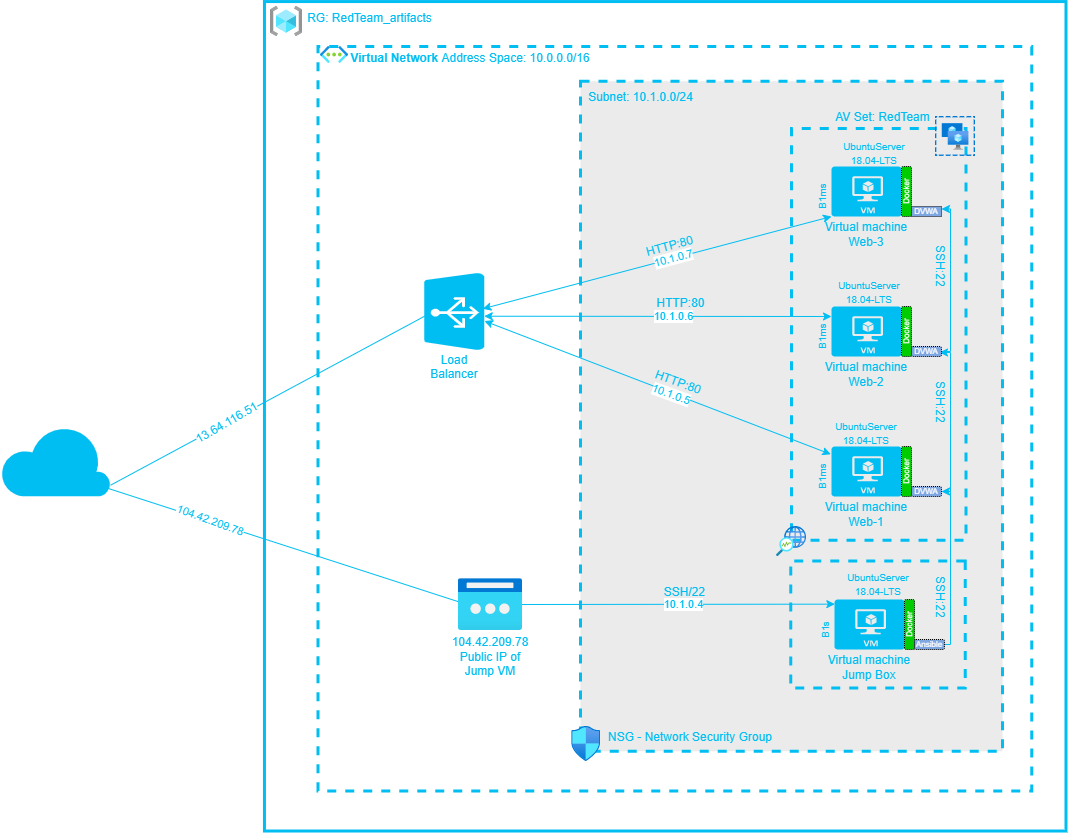 RG: RedTeam_artifacts
Virtual Network Address Space: 10.0.0.0/16
Subnet: 10.1.0.0/24
AV Set: RedTeam
UbuntuServer
18.04-LTS
B1ms
VM
Docker
DVWA
Virtual machine
Web-3
HTTP:80
10.1.0.7
SSH:22
UbuntuServer
18.04-LTS
B1ms
VM
Docker
DVWA
Virtual machine
Web-2
HTTP:80
10.1.0.6
Load
Balancer
HTTP:80
10.1.0.5
SSH:22
13.64.116.51
UbuntuServer
18.04-LTS
B1ms
VM
Docker
DVWA
Virtual machine
Web-1
104.42.209.78
SSH/22
10.1.0.4
UbuntuServer
18.04-LTS
B1s
VM
Docker
SSH:22
Virtual machine
Jump Box
104.42.209.78
Public IP of
Jump VM
NSG - Network Security Group